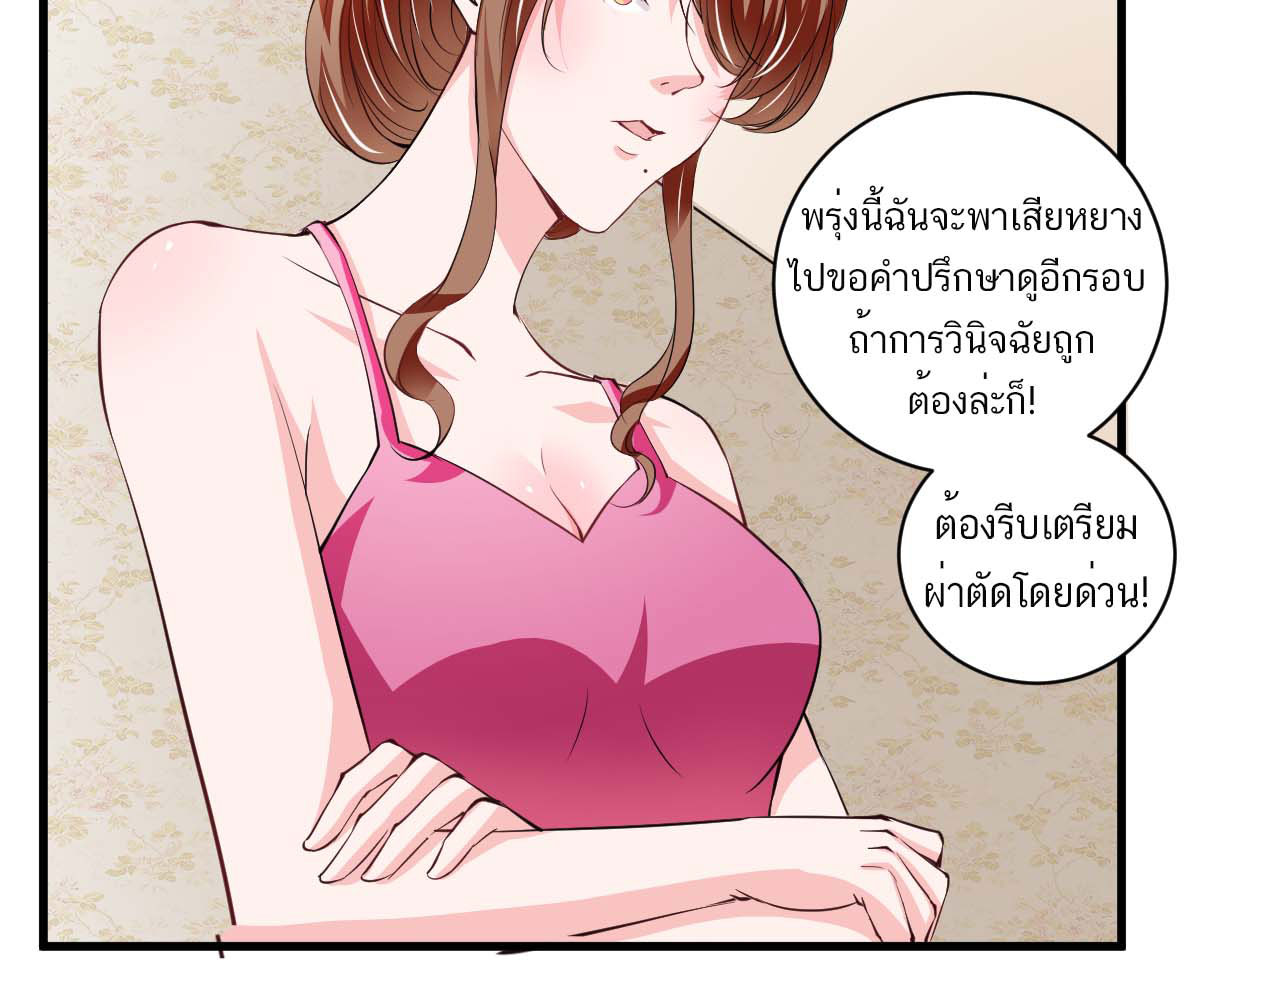 พรุ่งนี้ฉันจะพาเสียหยาง
ไปขอคำปรึกษาดูอีกรอบ
ถ้าการวินิจฉัยถูก
ต้องล่ะก็!
ต้องรีบเตรียม
ผ่าตัดโดยด่วน!